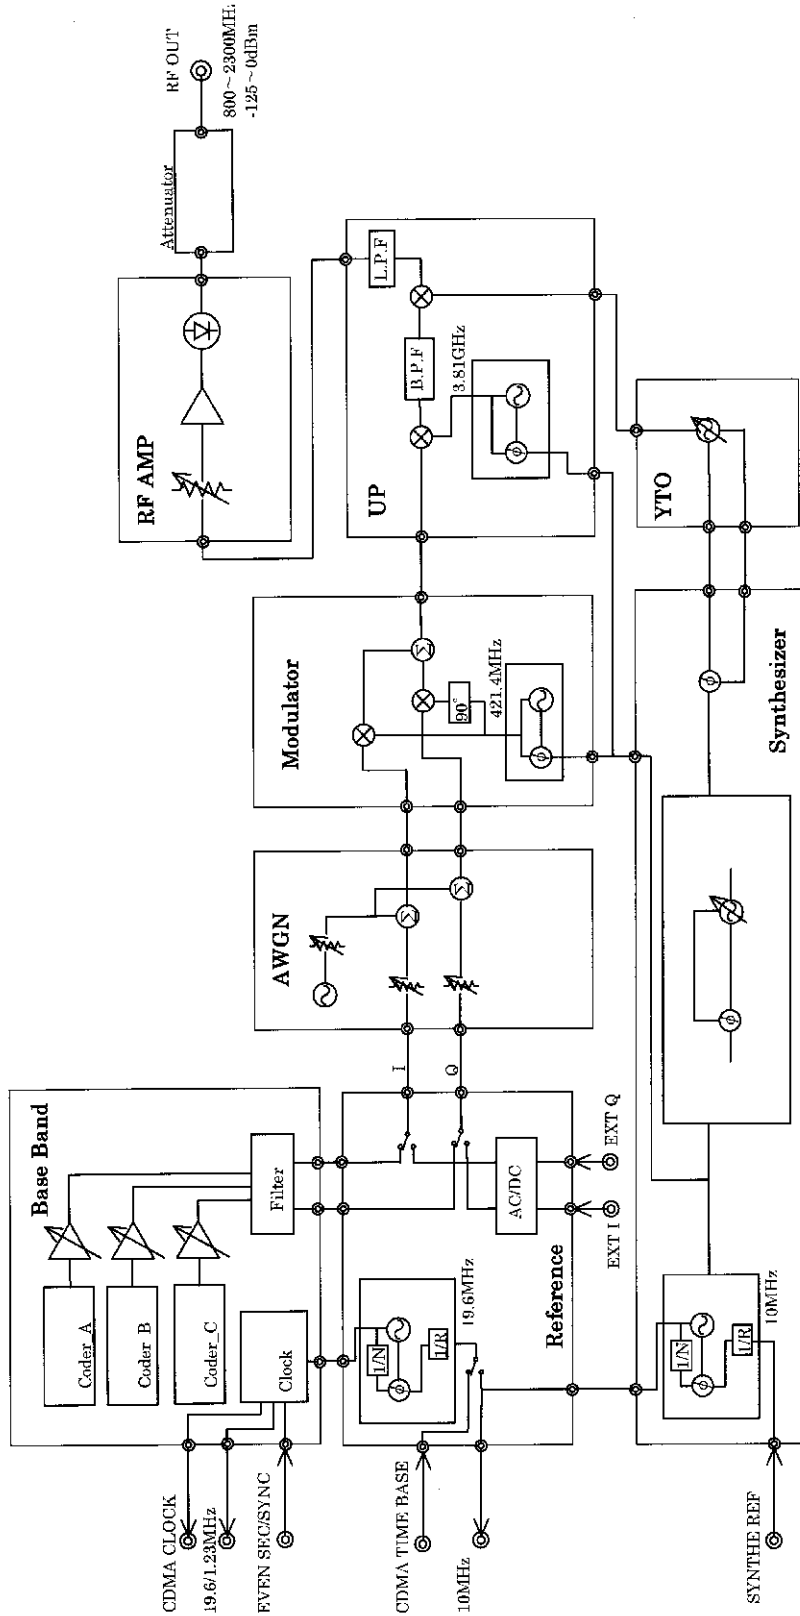 CDMA CLOCK
19.6/1.23MHz
EVEN SEC/SYNC
CDMA TIME BASE
10MHz
SYNTHE REF
Base Band
Coder_A
Coder_B
Coder_C
Filter
Clock
Reference
19.6MHz
1/N
ϕ
1/R
AC/DC
EXT I
EXT Q
I
Q
AWGN
Σ
Σ
Modulator
Σ
90°
421.4MHz
ϕ
UP
B.P.F
L.P.F
3.81GHz
ϕ
RF AMP
Attenuator
RF OUT
800~2300MHz
-125~0dBm
YTO
Synthesizer
ϕ
ϕ
1/N
ϕ
1/R
10MHz